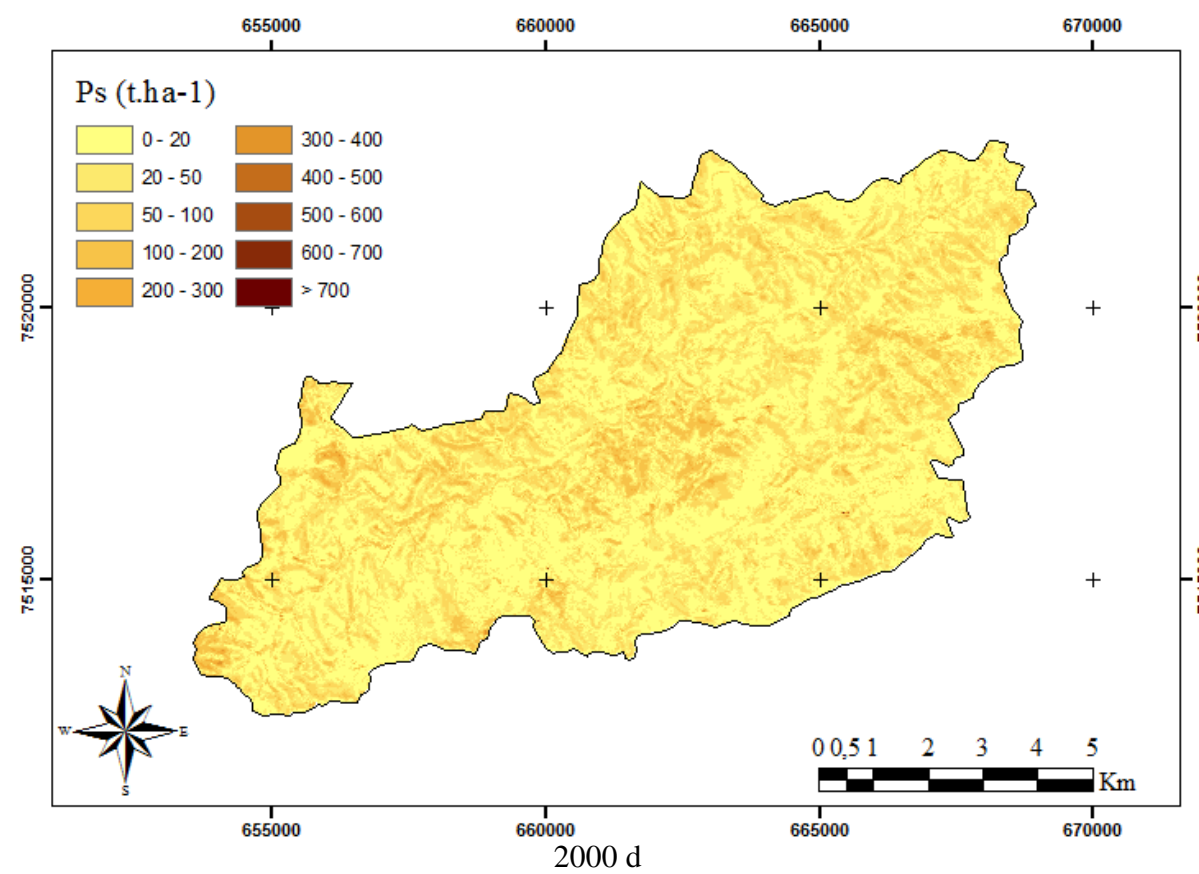 655000 660000 665000 670000
Ps (t.ha-1)
0 - 20 300 - 400
20 - 50 400 - 500
50 - 100 500 - 600
100 - 200 600 - 700
200 - 300 > 700
7520000
7515000
N
W E
S
0 0,5 1 2 3 4 5
Km
655000 660000 665000 670000
2000 d